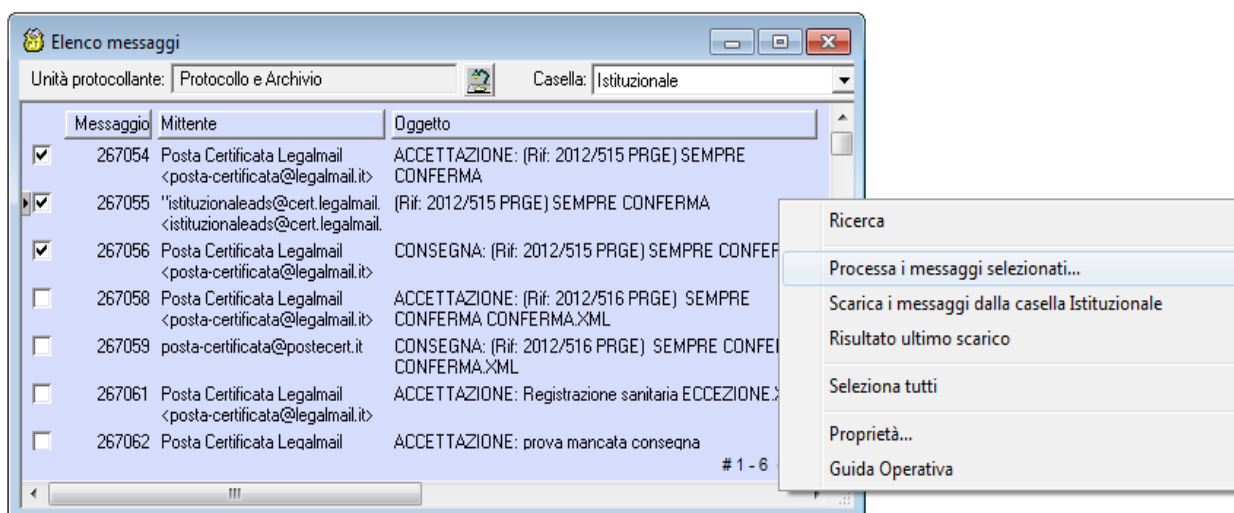 Elenco messaggi
Unità protocollante: Protocollo e Archivio Casella: Istituzionale
Messaggio Mittente Oggetto
267054 Posta Certificata Legalmail ACCETTAZIONE: (Rif: 2012/515 PRGE) SEMPRE
<posta-certificata@legalmail.it> CONFERMA
267055 "istituzionaleads@cert.legalmail. (Rif: 2012/515 PRGE) SEMPRE CONFERMA
<istituzionaleads@cert.legalmail.
267056 Posta Certificata Legalmail CONSEGNA: (Rif: 2012/515 PRGE) SEMPRE CONFER
<posta-certificata@legalmail.it>
267058 Posta Certificata Legalmail ACCETTAZIONE: (Rif: 2012/516 PRGE) SEMPRE
<posta-certificata@legalmail.it> CONFERMA CONFERMA.XML
267059 posta-certificata@postecert.it CONSEGNA: (Rif: 2012/516 PRGE) SEMPRE CONFE
CONFERMA.XML
267061 Posta Certificata Legalmail ACCETTAZIONE: Registrazione sanitaria ECCEZIONE.
<posta-certificata@legalmail.it>
267062 Posta Certificata Legalmail ACCETTAZIONE: prova mancata consegna
# 1 - 6
Ricerca
Processa i messaggi selezionati...
Scarica i messaggi dalla casella Istituzionale
Risultato ultimo scarico
Seleziona tutti
Proprietà...
Guida Operativa